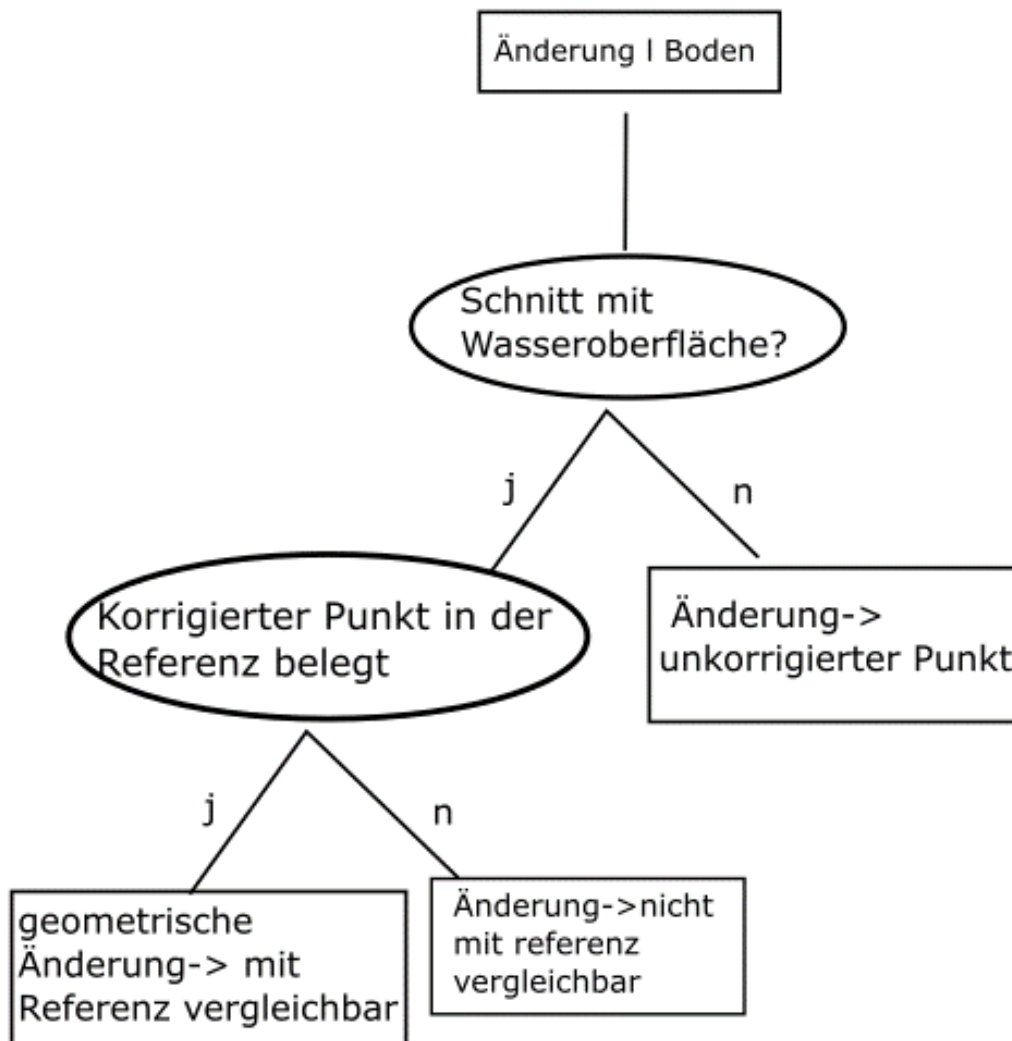 Änderung l Boden
Schnitt mit
Wasseroberfläche?
j
n
Korrigierter Punkt in der
Referenz belegt
Änderung->
unkorrigierter Punkt
j
n
geometrische
Änderung-> mit
Referenz vergleichbar
Änderung->nicht
mit referenz
vergleichbar